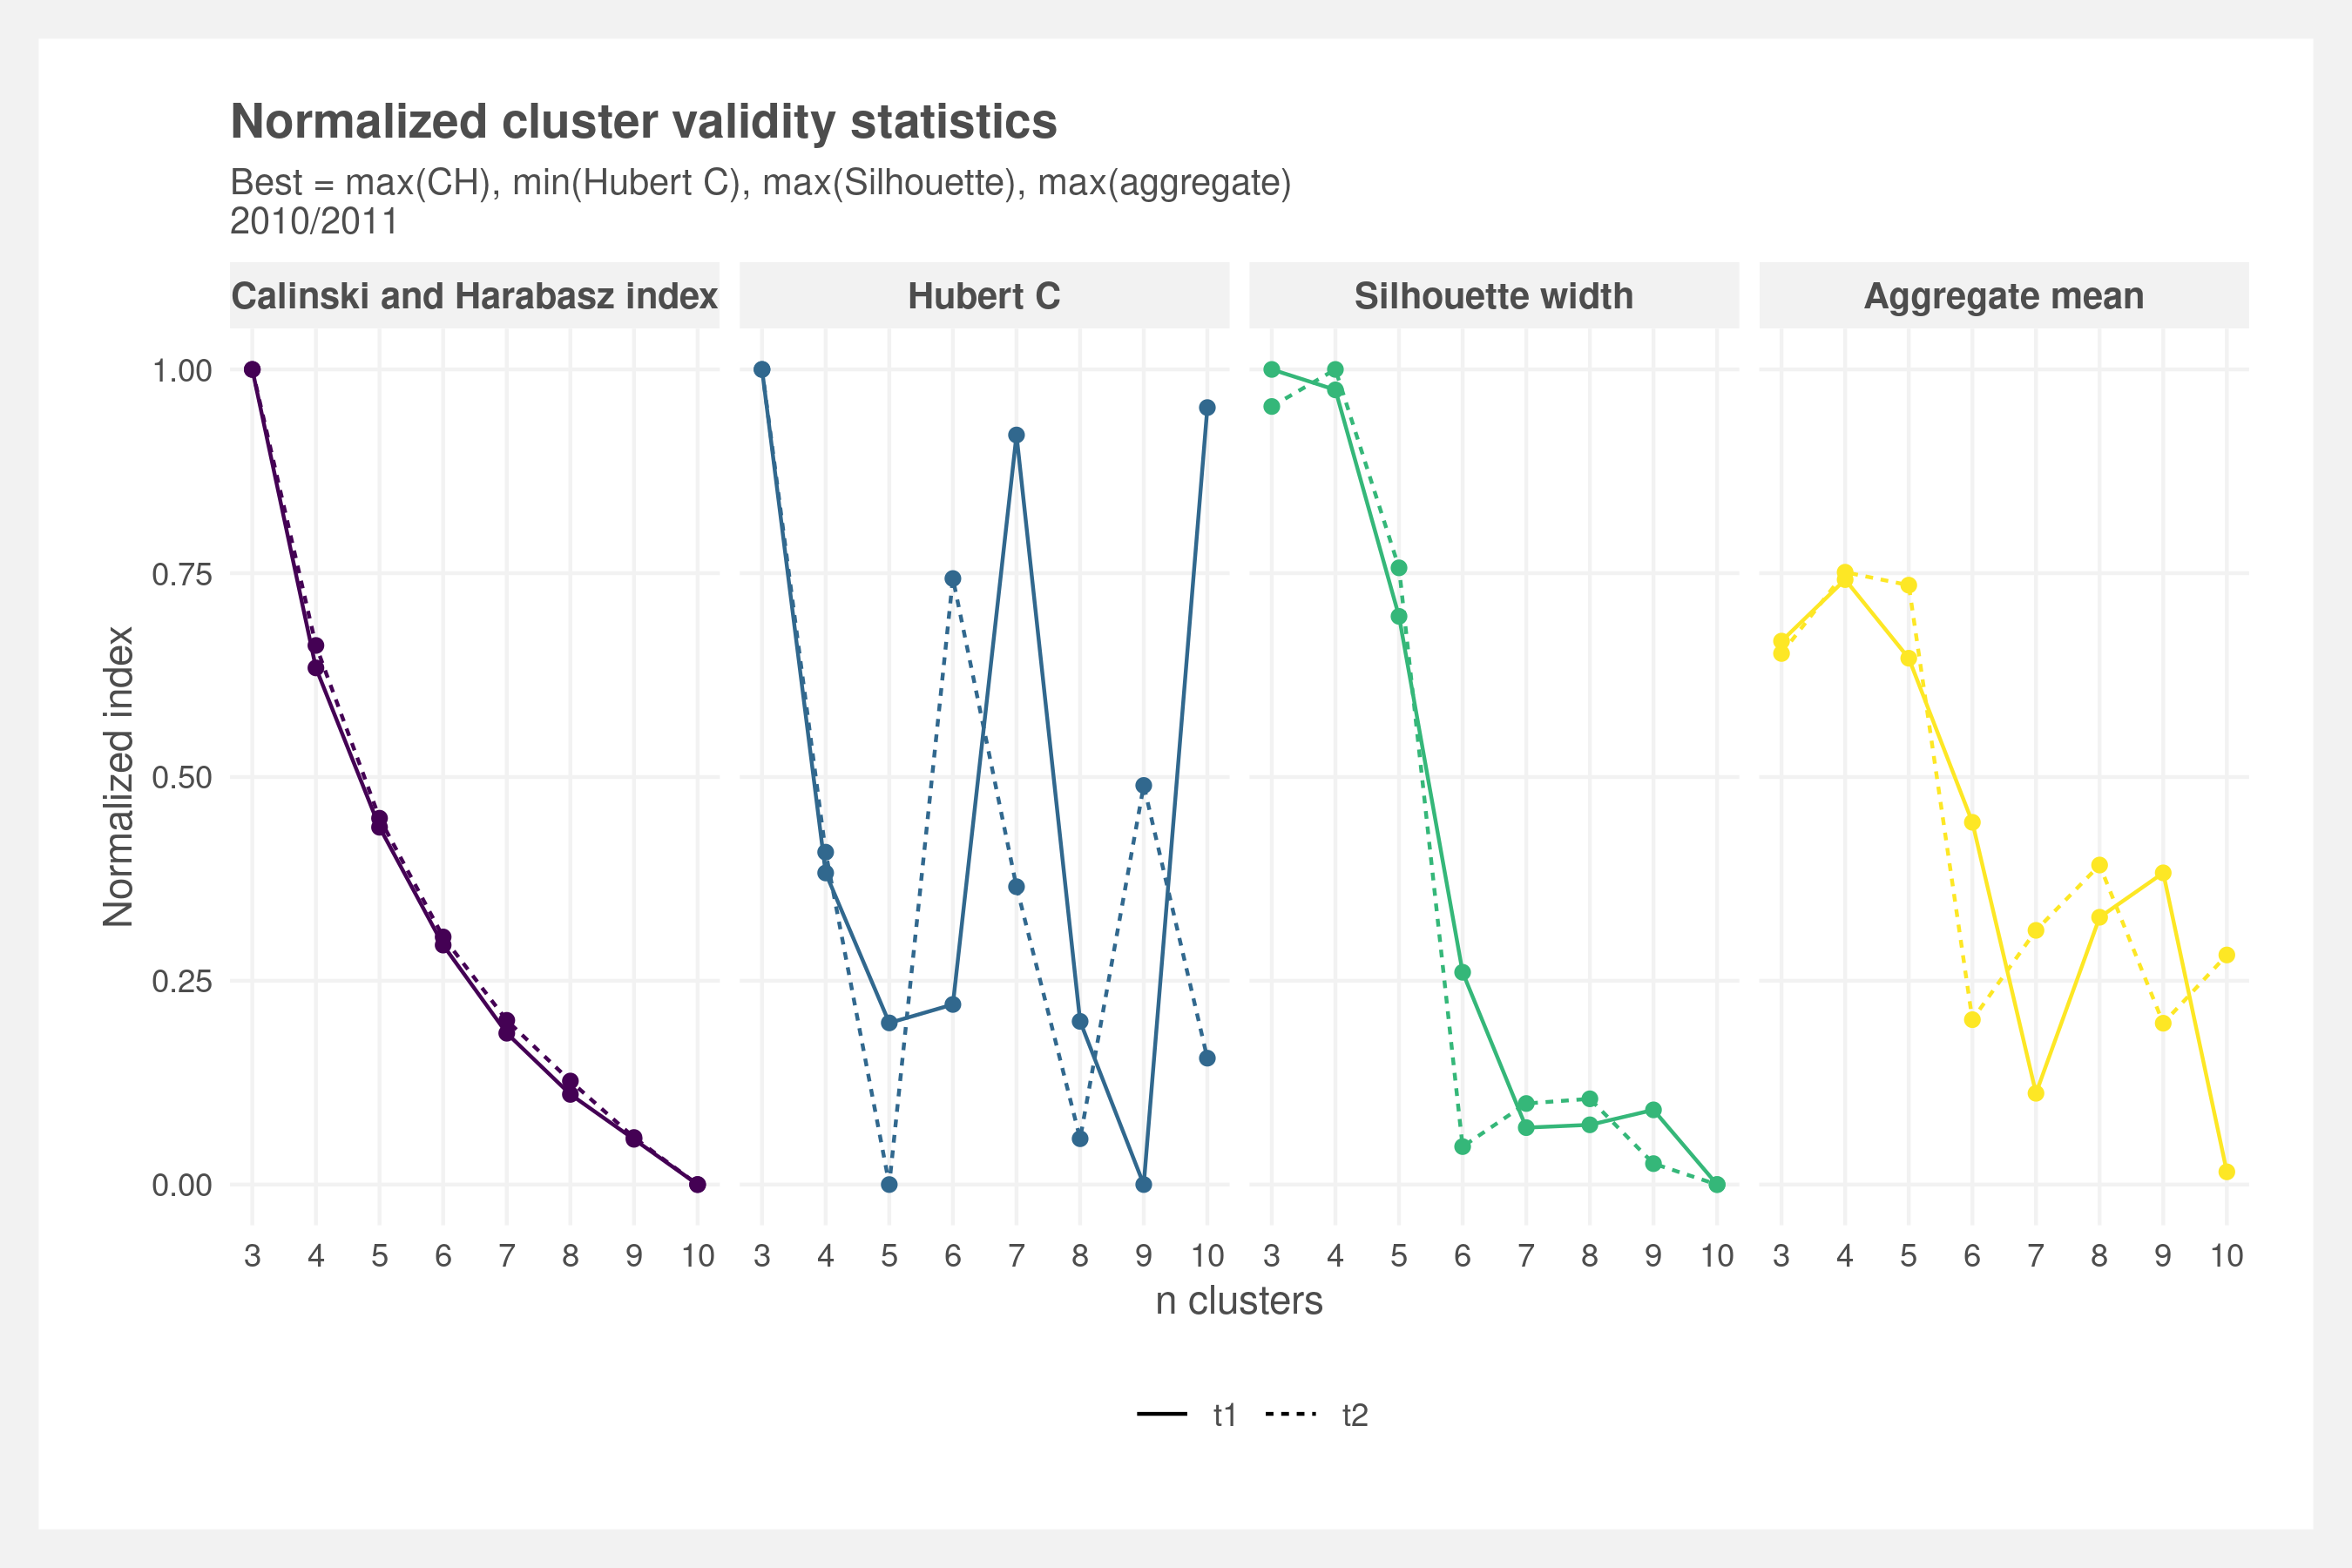 Normalized cluster validity statistics
Best = max(CH), min(Hubert C), max(Silhouette), max(aggregate)
2010/2011
Calinski and Harabasz index
Hubert C
Silhouette width
Aggregate mean
Normalized index
1.00
0.75
0.50
0.25
0.00
3 4 5 6 7 8 9 10
3 4 5 6 7 8 9 10
3 4 5 6 7 8 9 10
3 4 5 6 7 8 9 10
n clusters
t1 t2